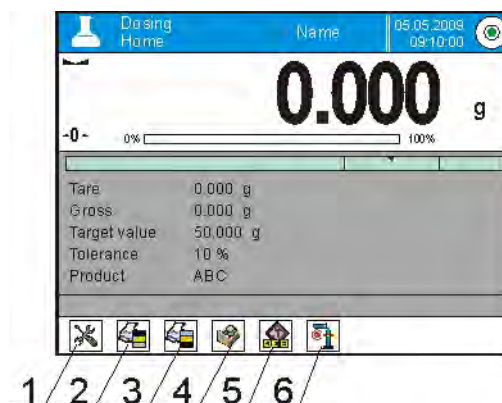 Dosing
Home
Name
05.05.2009
09:10:00
0.000 g
-0-
0%
100%
Tare 0.000 g
Gross 0.000 g
Target value 50.000 g
Tolerance 10 %
Product ABC
1 2 3 4 5 6